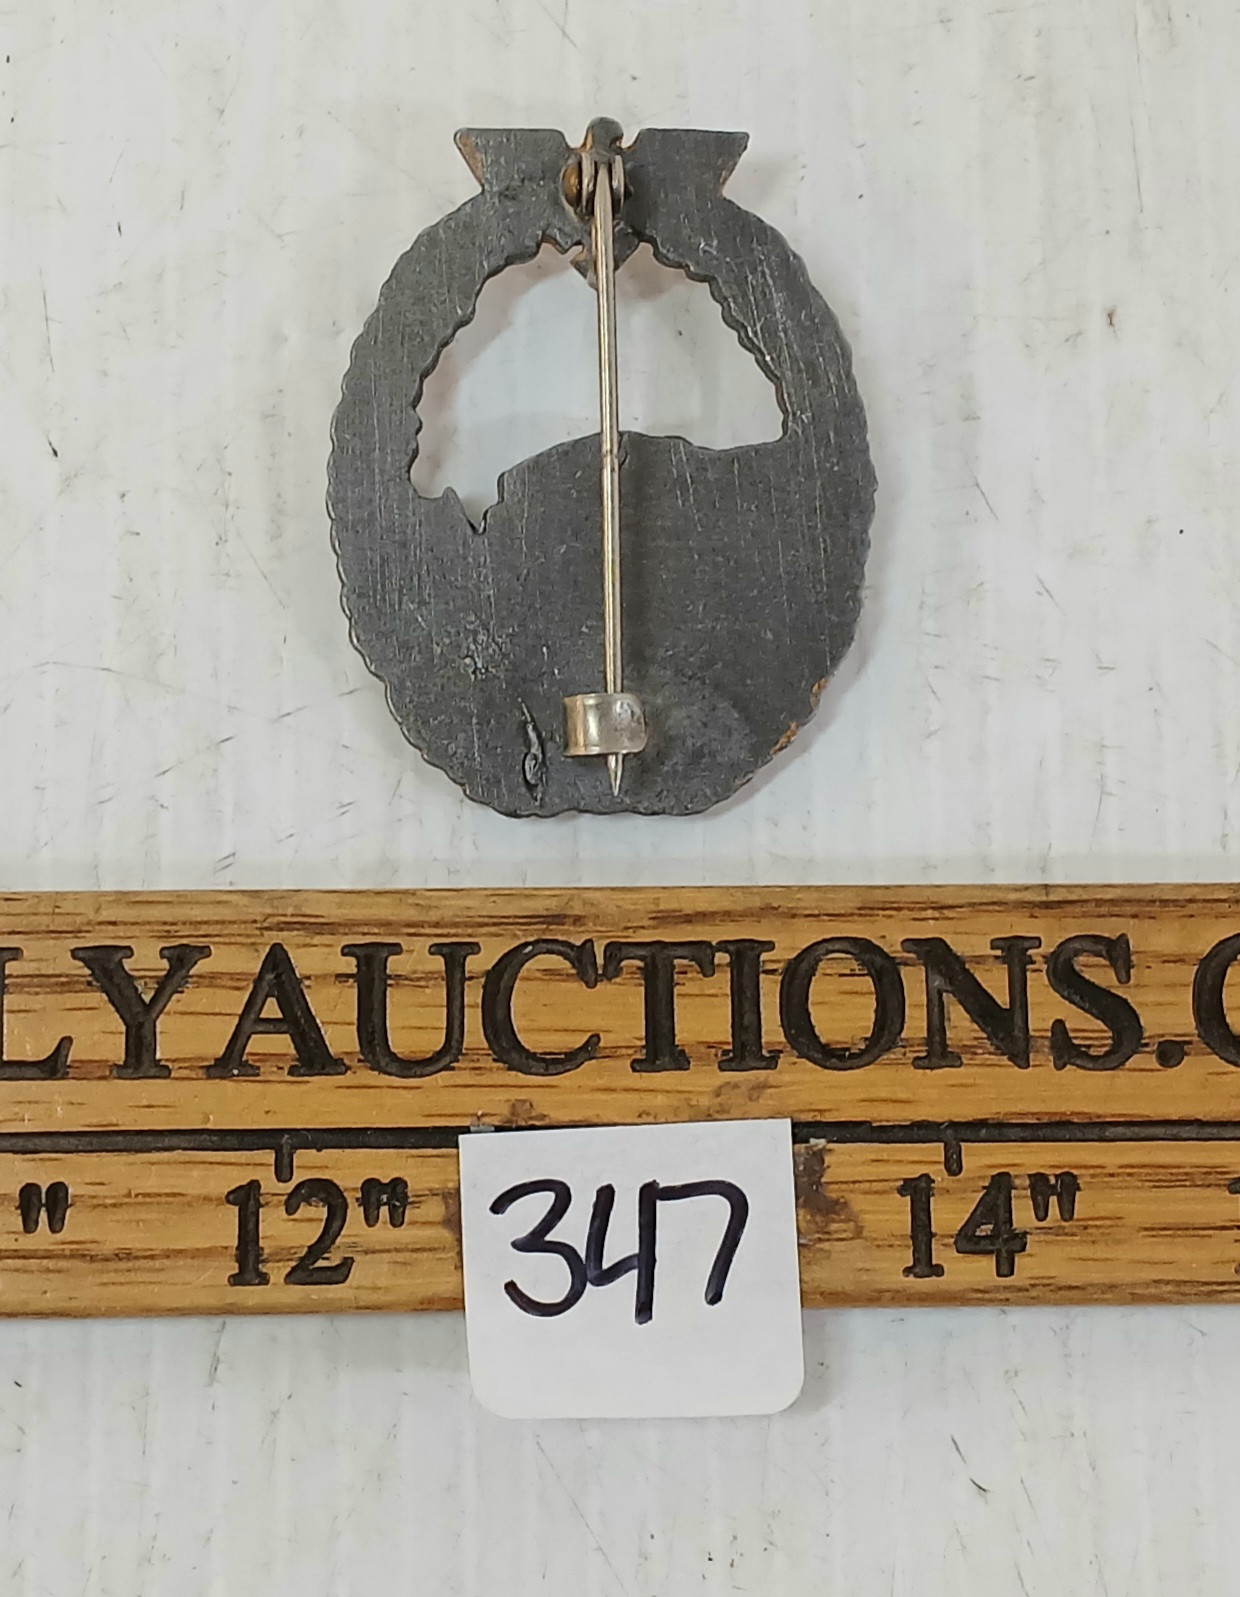 LYAUCTIONS.C
" 12" 14"
347